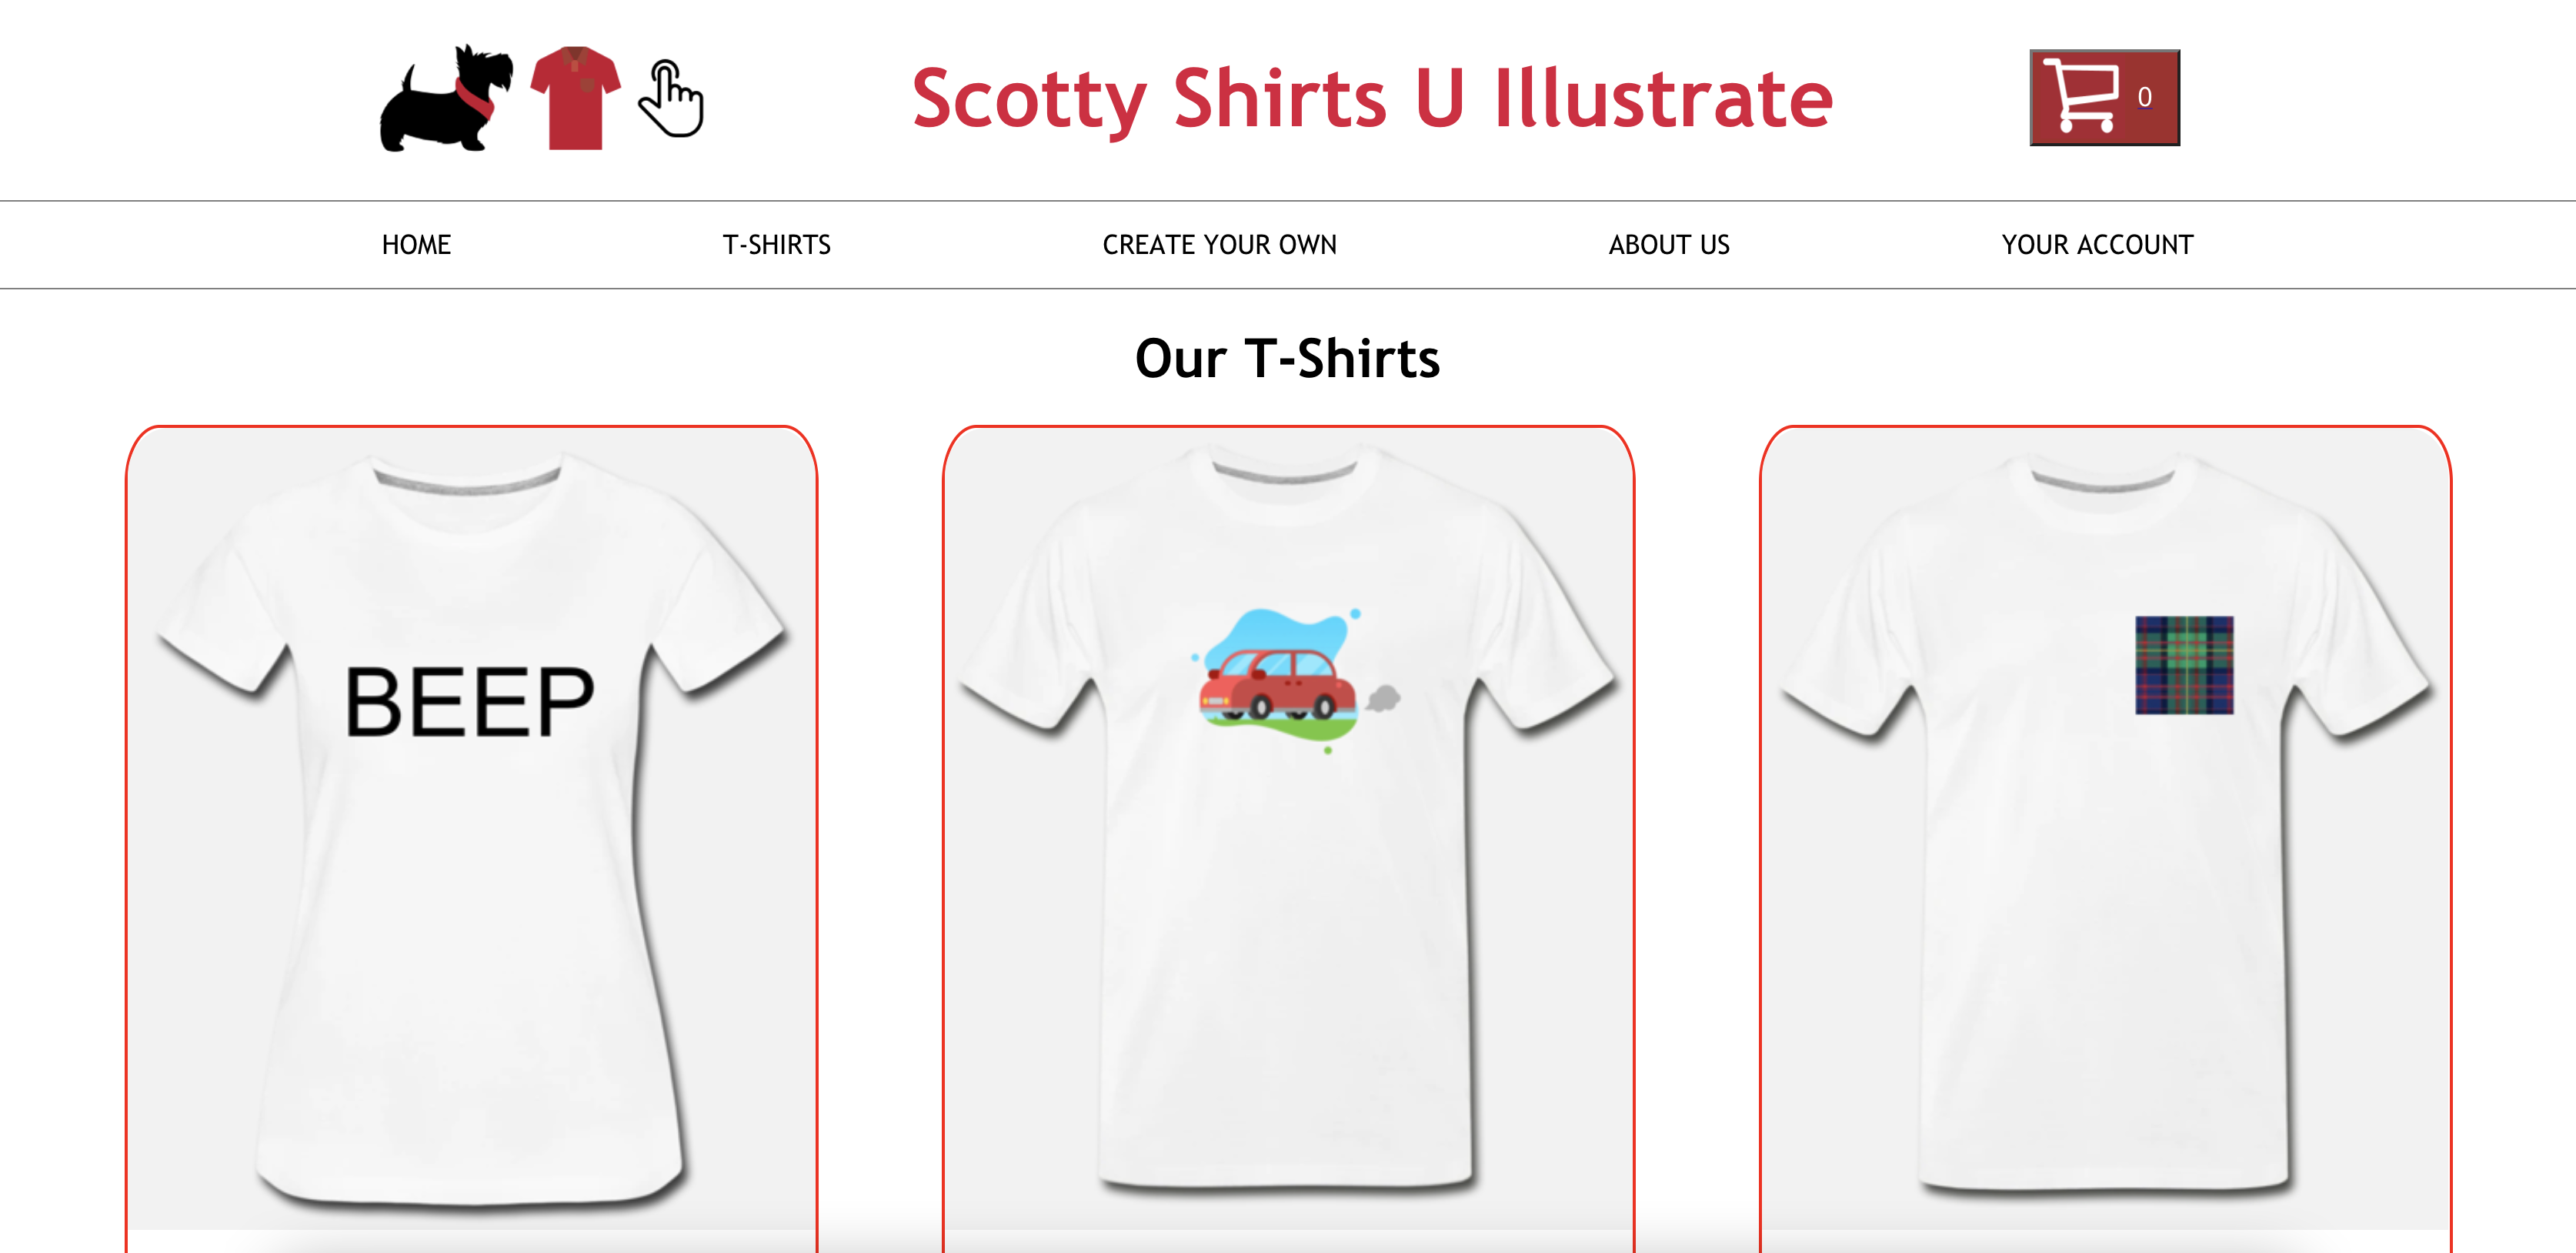 Scotty Shirts U Illustrate
0
HOME
T-SHIRTS
CREATE YOUR OWN
ABOUT US
YOUR ACCOUNT
Our T-Shirts
BEEP